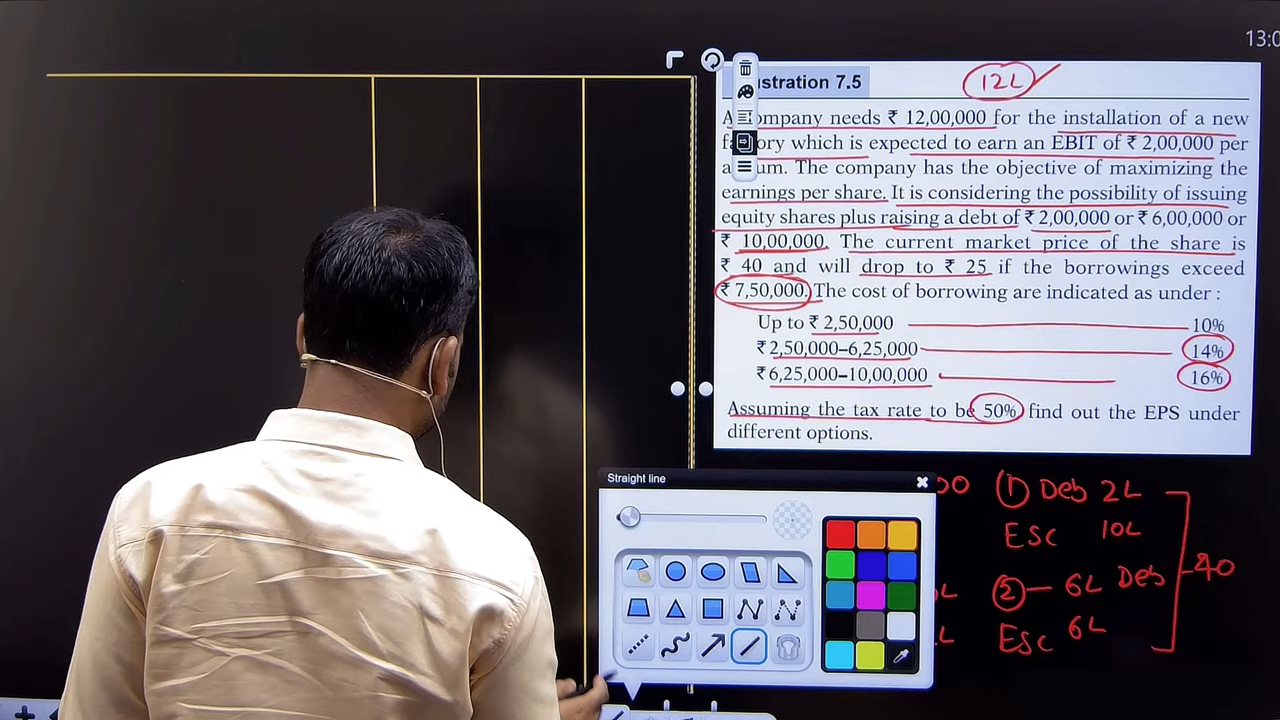 13:0
ustration 7.5
12L
A company needs ₹ 12,00,000 for the installation of a new
ory which is expected to earn an EBIT of ₹ 2,00,000 per
um. The company has the objective of maximizing the
earnings per share. It is considering the possibility of issuing
equity shares plus raising a debt of ₹ 2,00,000 or ₹ 6,00,000 or
₹ 10,00,000. The current market price of the share is
₹ 40 and will drop to ₹ 25 if the borrowings exceed
₹ 7,50,000. The cost of borrowing are indicated as under :
Up to ₹ 2,50,000 10%
₹ 2,50,000–6,25,000 14%
₹ 6,25,000–10,00,000 16%
Assuming the tax rate to be 50% find out the EPS under
different options.
Straight line
00 ① Deb 2L
Esc 10L
L ② — 6L Deb
L Esc 6L
40